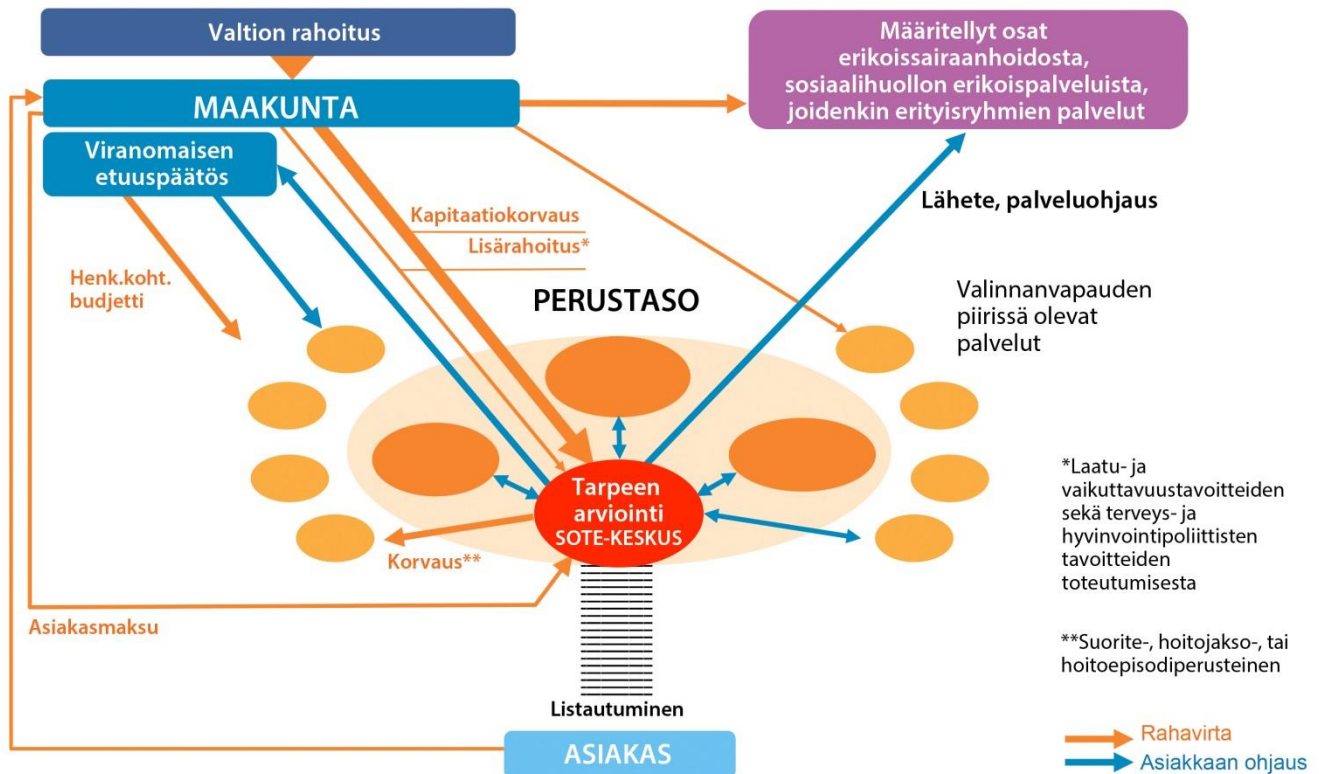 Valtion rahoitus
MAAKUNTA
Viranomaisen
etuuspäätös
Määritellyt osat
erikoissairaanhoidosta,
sosiaalihuollon erikoispalveluista,
joidenkin erityisryhmien palvelut
Lähete, palveluohjaus
Kapitaatiokorvaus
Lisärahoitus*
Henk.koht.
budjetti
PERUSTASO
Valinnanvapauden
piirissä olevat
palvelut
Tarpeen
arviointi
SOTE-KESKUS
Korvaus**
Asiakasmaksu
*Laatu- ja
vaikuttavuustavoitteiden
sekä terveys- ja
hyvinvointipoliittisten
tavoitteiden
toteutumisesta
**Suorite-, hoitojakso-, tai
hoitoepisodiperusteinen
Listautuminen
ASIAKAS
Rahavirta
Asiakkaan ohjaus